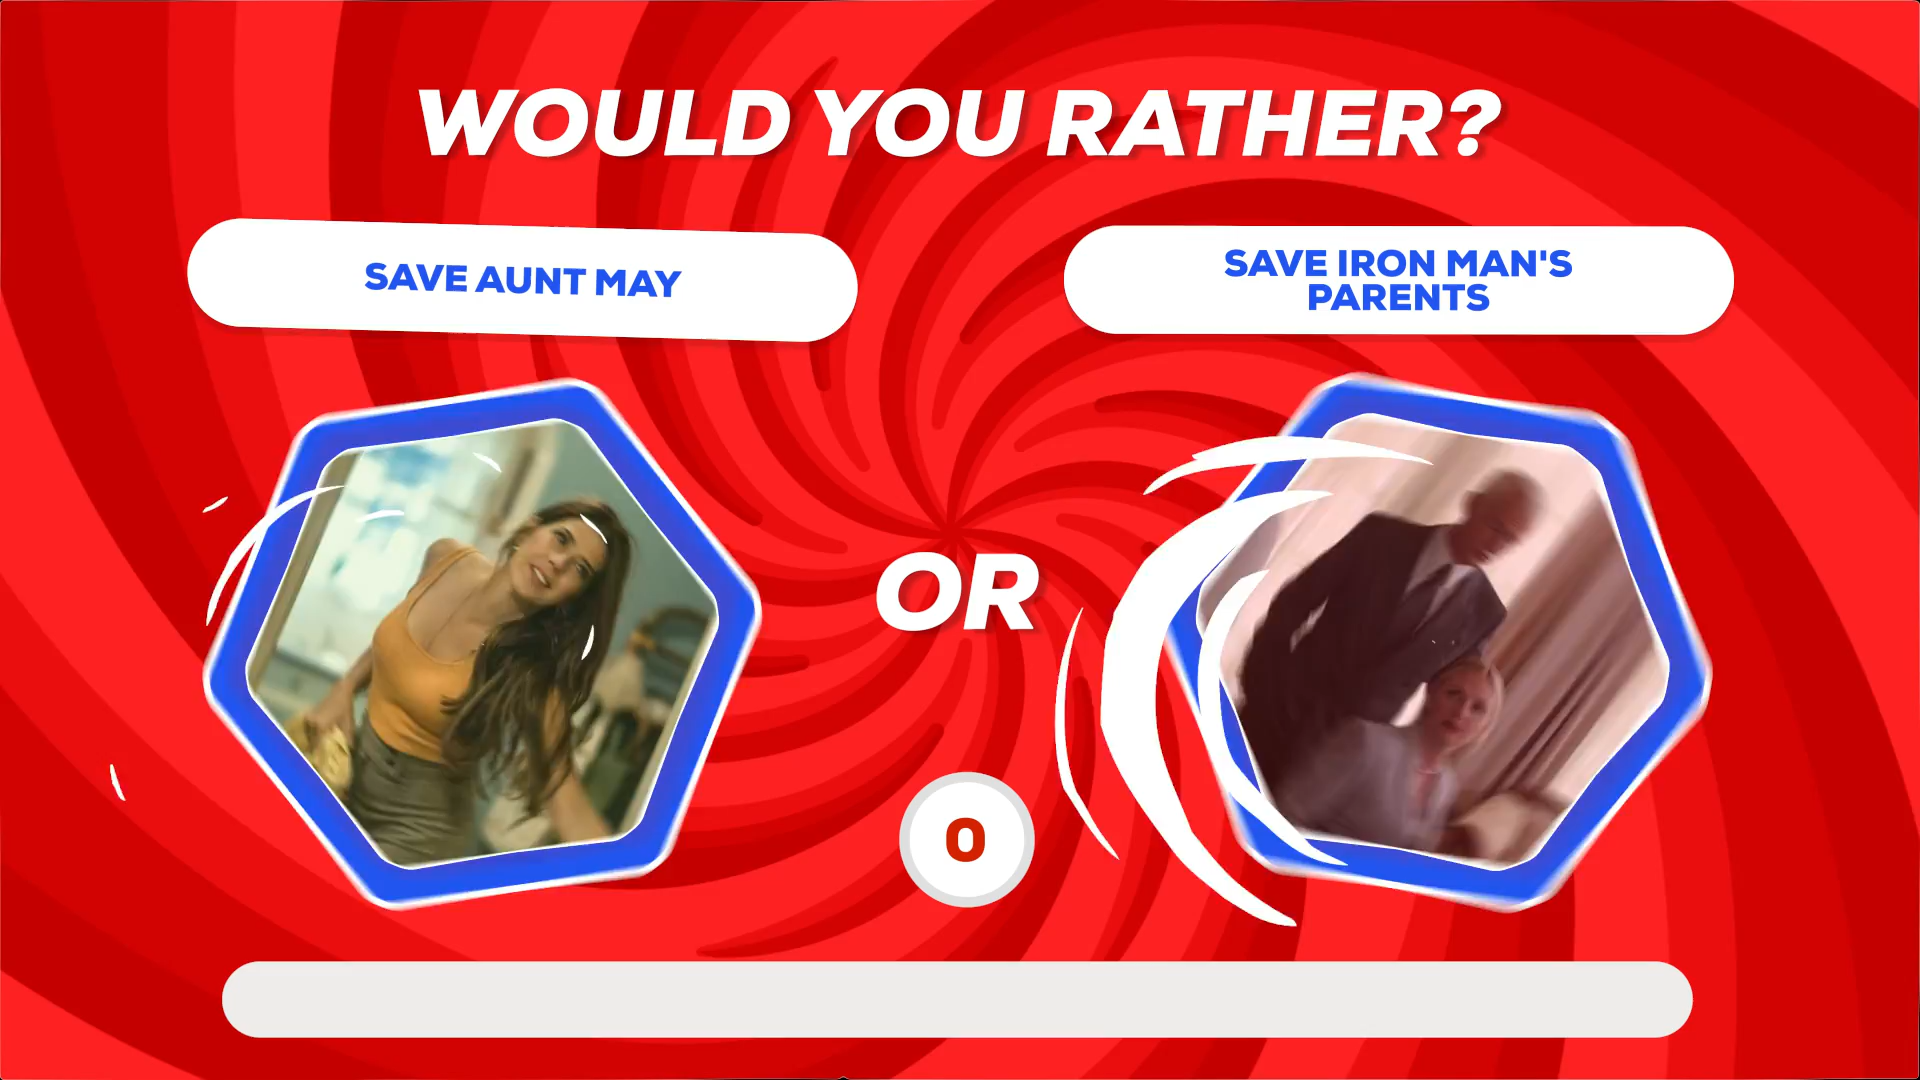 WOULD YOU RATHER?
SAVE AUNT MAY
SAVE IRON MAN'S
PARENTS
OR
0